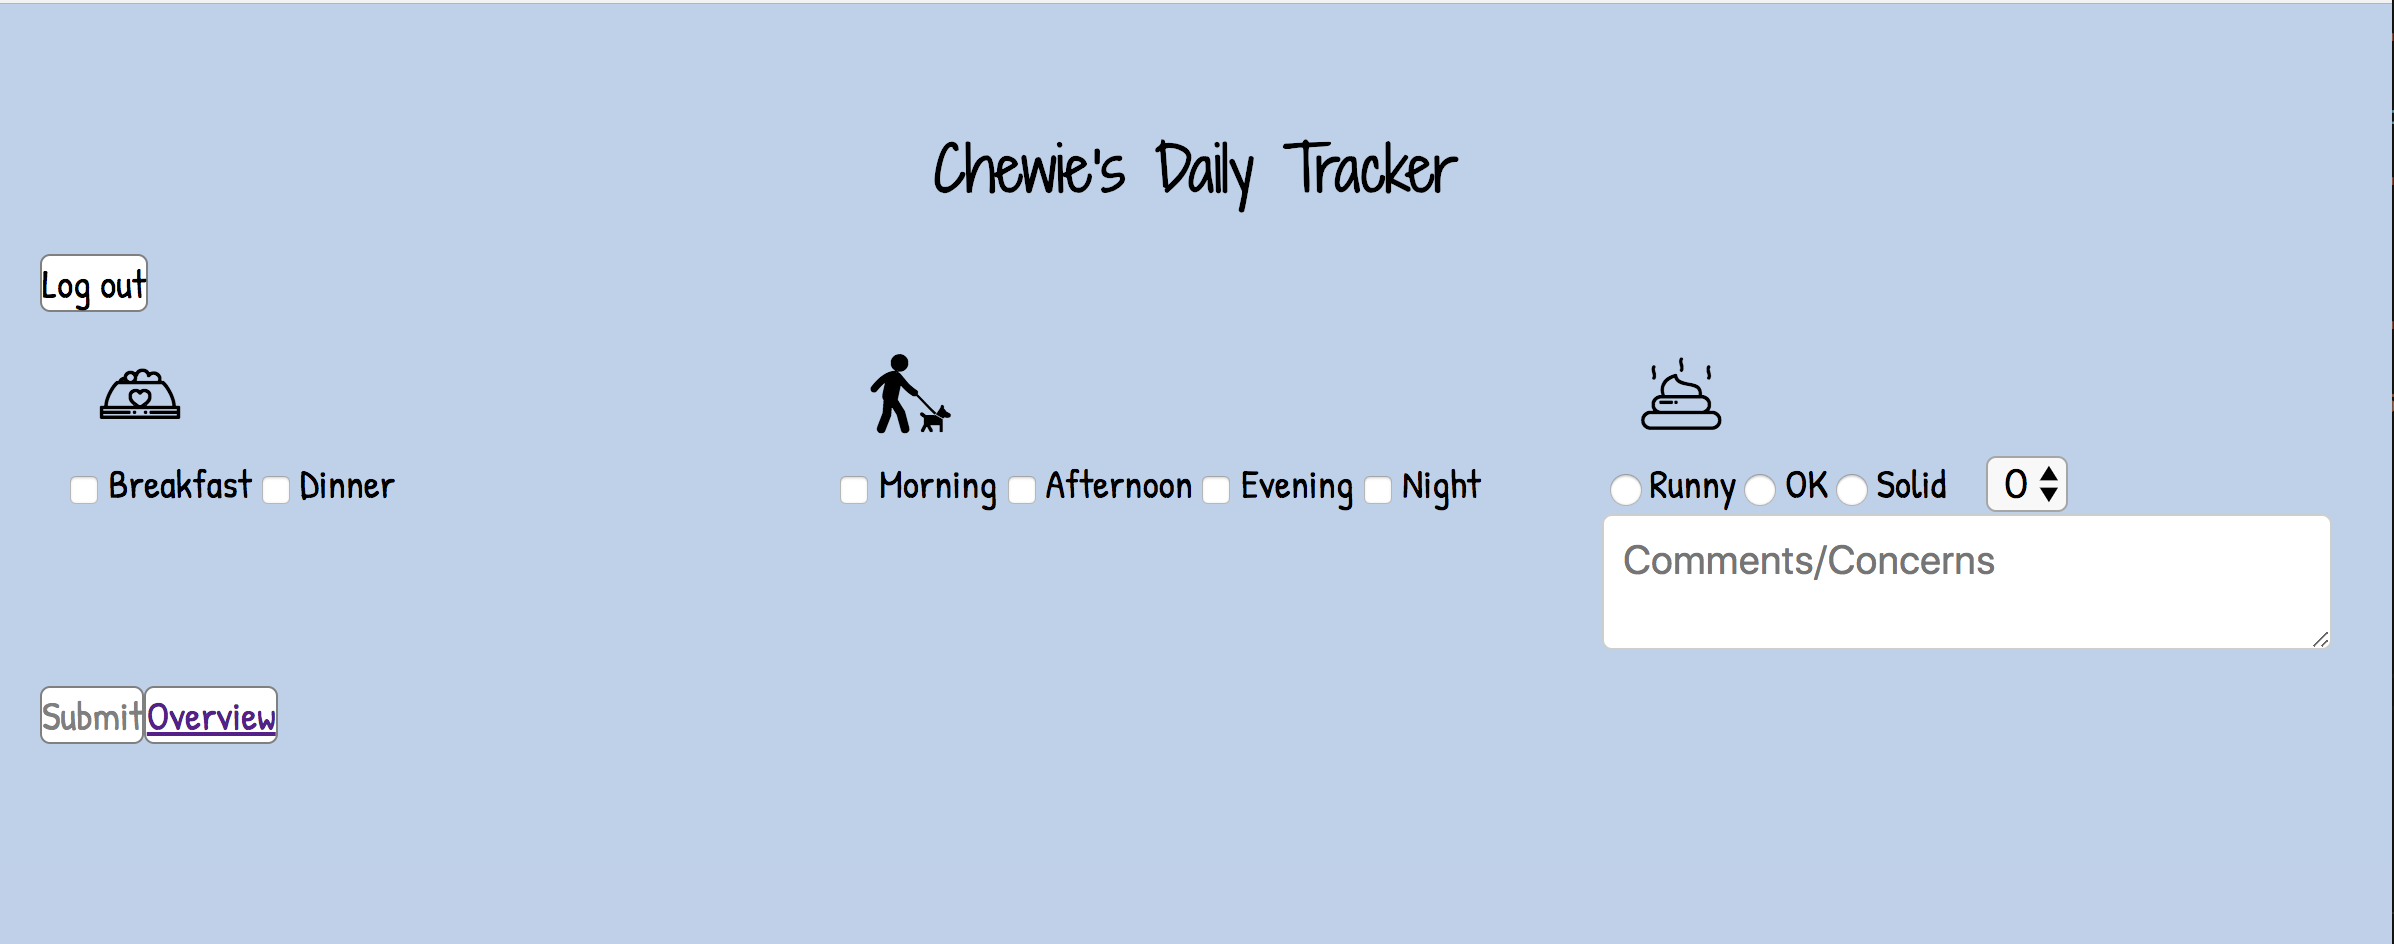 Chewie's Daily Tracker
Log out
Breakfast Dinner
Morning Afternoon Evening Night
Runny OK Solid 0
Comments/Concerns
Submit Overview